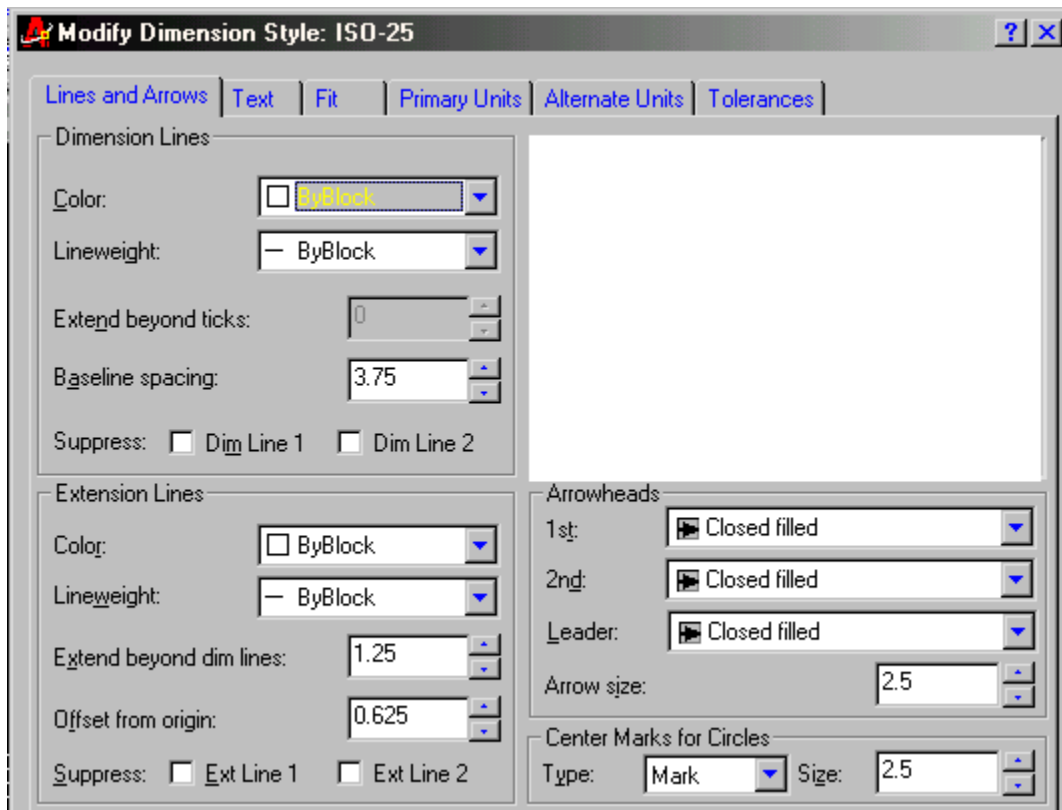 Modify Dimension Style: ISO-25
? ×
Lines and Arrows Text Fit Primary Units Alternate Units Tolerances
Dimension Lines
Color: ByBlock
Lineweight: ByBlock
Extend beyond ticks: 0
Baseline spacing: 3.75
Suppress: Dim Line 1 Dim Line 2
Extension Lines
Color: ByBlock
Lineweight: ByBlock
Extend beyond dim lines: 1.25
Offset from origin: 0.625
Suppress: Ext Line 1 Ext Line 2
Arrowheads
1st: Closed filled
2nd: Closed filled
Leader: Closed filled
Arrow size: 2.5
Center Marks for Circles
Type: Mark Size: 2.5